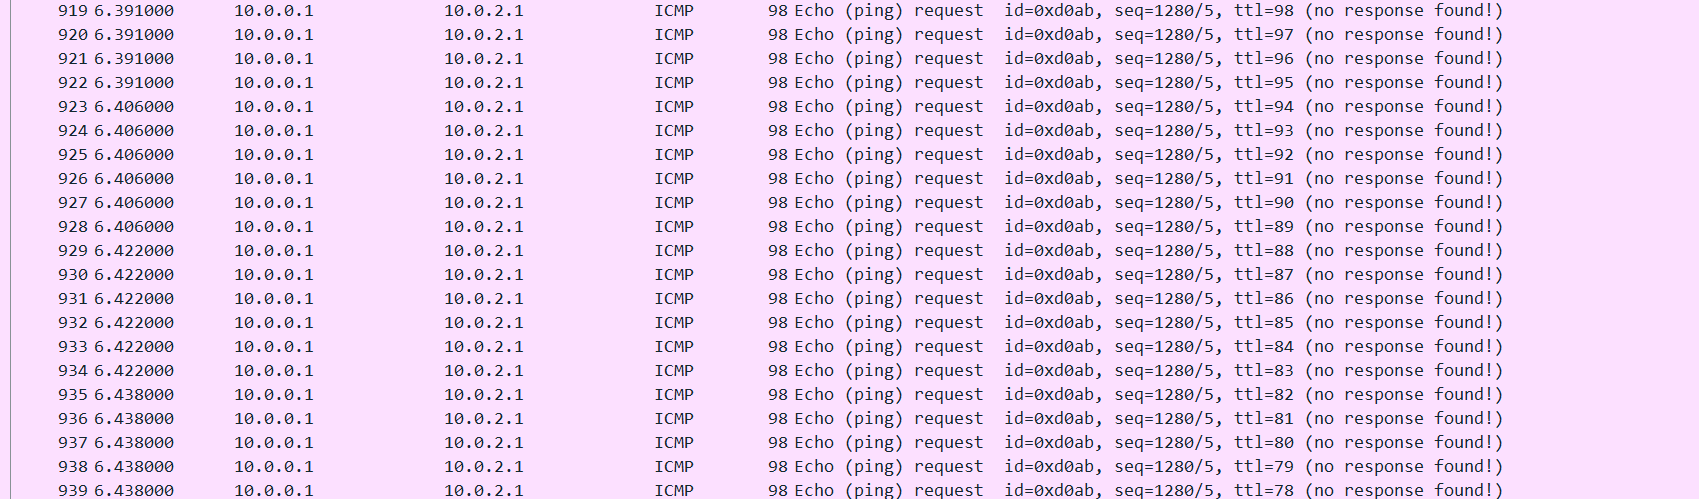 919 6.391000 10.0.0.1 10.0.2.1 ICMP 98 Echo (ping) request id=0xd0ab, seq=1280/5, ttl=98 (no response found!)
920 6.391000 10.0.0.1 10.0.2.1 ICMP 98 Echo (ping) request id=0xd0ab, seq=1280/5, ttl=97 (no response found!)
921 6.391000 10.0.0.1 10.0.2.1 ICMP 98 Echo (ping) request id=0xd0ab, seq=1280/5, ttl=96 (no response found!)
922 6.391000 10.0.0.1 10.0.2.1 ICMP 98 Echo (ping) request id=0xd0ab, seq=1280/5, ttl=95 (no response found!)
923 6.406000 10.0.0.1 10.0.2.1 ICMP 98 Echo (ping) request id=0xd0ab, seq=1280/5, ttl=94 (no response found!)
924 6.406000 10.0.0.1 10.0.2.1 ICMP 98 Echo (ping) request id=0xd0ab, seq=1280/5, ttl=93 (no response found!)
925 6.406000 10.0.0.1 10.0.2.1 ICMP 98 Echo (ping) request id=0xd0ab, seq=1280/5, ttl=92 (no response found!)
926 6.406000 10.0.0.1 10.0.2.1 ICMP 98 Echo (ping) request id=0xd0ab, seq=1280/5, ttl=91 (no response found!)
927 6.406000 10.0.0.1 10.0.2.1 ICMP 98 Echo (ping) request id=0xd0ab, seq=1280/5, ttl=90 (no response found!)
928 6.406000 10.0.0.1 10.0.2.1 ICMP 98 Echo (ping) request id=0xd0ab, seq=1280/5, ttl=89 (no response found!)
929 6.422000 10.0.0.1 10.0.2.1 ICMP 98 Echo (ping) request id=0xd0ab, seq=1280/5, ttl=88 (no response found!)
930 6.422000 10.0.0.1 10.0.2.1 ICMP 98 Echo (ping) request id=0xd0ab, seq=1280/5, ttl=87 (no response found!)
931 6.422000 10.0.0.1 10.0.2.1 ICMP 98 Echo (ping) request id=0xd0ab, seq=1280/5, ttl=86 (no response found!)
932 6.422000 10.0.0.1 10.0.2.1 ICMP 98 Echo (ping) request id=0xd0ab, seq=1280/5, ttl=85 (no response found!)
933 6.422000 10.0.0.1 10.0.2.1 ICMP 98 Echo (ping) request id=0xd0ab, seq=1280/5, ttl=84 (no response found!)
934 6.422000 10.0.0.1 10.0.2.1 ICMP 98 Echo (ping) request id=0xd0ab, seq=1280/5, ttl=83 (no response found!)
935 6.438000 10.0.0.1 10.0.2.1 ICMP 98 Echo (ping) request id=0xd0ab, seq=1280/5, ttl=82 (no response found!)
936 6.438000 10.0.0.1 10.0.2.1 ICMP 98 Echo (ping) request id=0xd0ab, seq=1280/5, ttl=81 (no response found!)
937 6.438000 10.0.0.1 10.0.2.1 ICMP 98 Echo (ping) request id=0xd0ab, seq=1280/5, ttl=80 (no response found!)
938 6.438000 10.0.0.1 10.0.2.1 ICMP 98 Echo (ping) request id=0xd0ab, seq=1280/5, ttl=79 (no response found!)
939 6.438000 10.0.0.1 10.0.2.1 ICMP 98 Echo (ping) request id=0xd0ab, seq=1280/5, ttl=78 (no response found!)